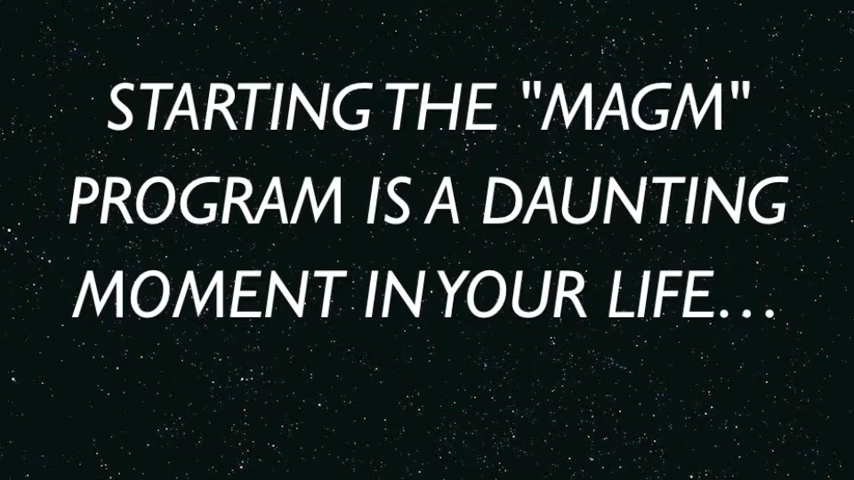 STARTING THE "MAGM"
PROGRAM IS A DAUNTING
MOMENT IN YOUR LIFE...